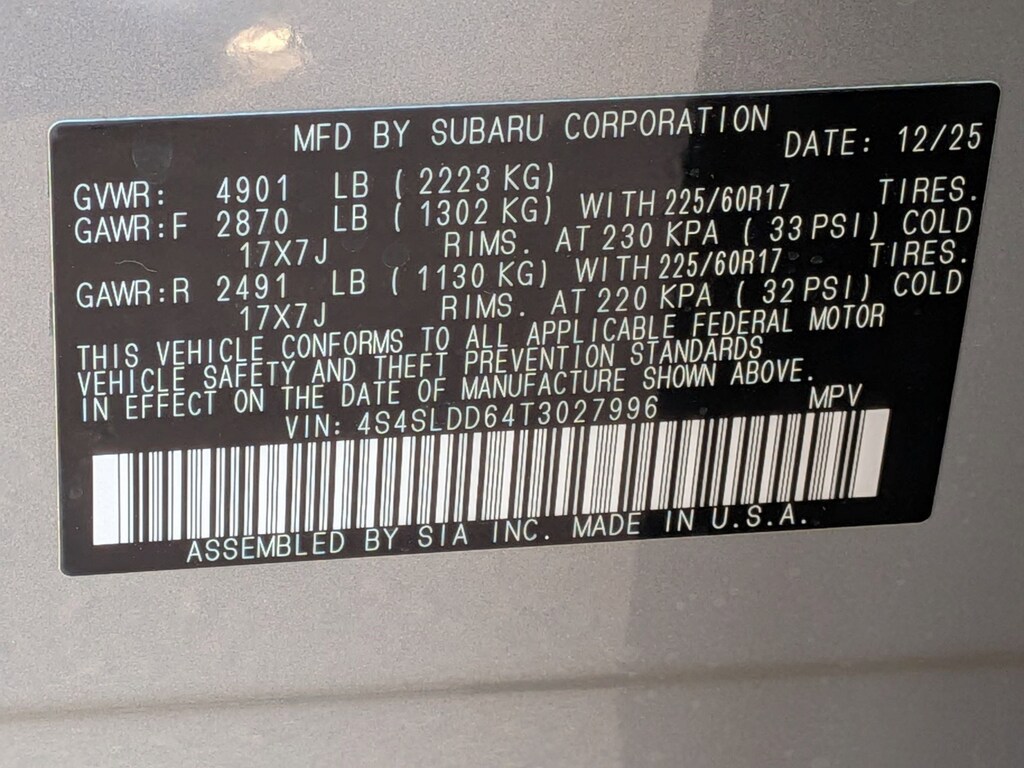 MFD BY SUBARU CORPORATION DATE: 12/25
GVWR: 4901 LB ( 2223 KG)
GAWR:F 2870 LB ( 1302 KG) WITH 225/60R17 TIRES.
17X7J RIMS. AT 230 KPA ( 33 PSI) COLD
GAWR:R 2491 LB ( 1130 KG) WITH 225/60R17 TIRES.
17X7J RIMS. AT 220 KPA ( 32 PSI) COLD
THIS VEHICLE CONFORMS TO ALL APPLICABLE FEDERAL MOTOR
VEHICLE SAFETY AND THEFT PREVENTION STANDARDS
IN EFFECT ON THE DATE OF MANUFACTURE SHOWN ABOVE.
VIN: 4S4SLDD64T3027996 MPV
ASSEMBLED BY SIA INC. MADE IN U.S.A.